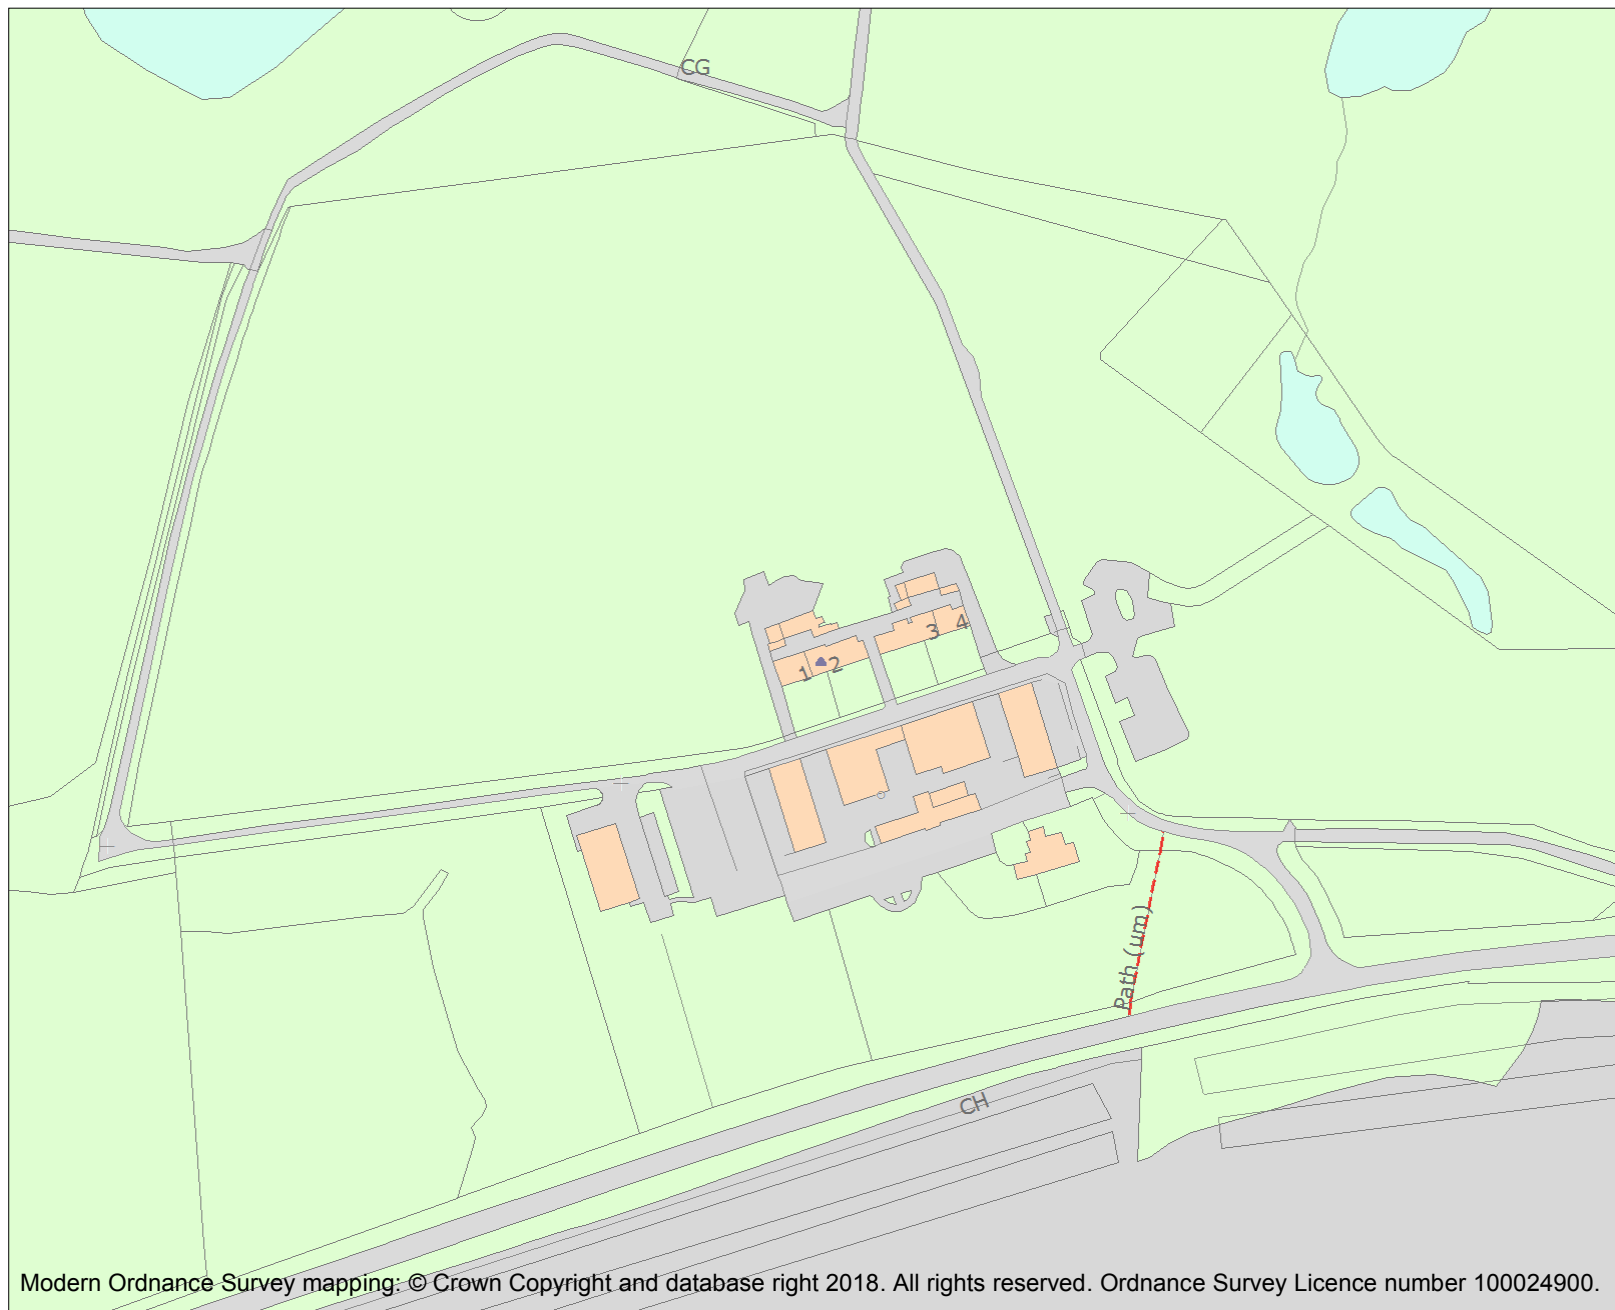 CG
3 4
1 2
Path (um)
CH
Modern Ordnance Survey mapping: © Crown Copyright and database right 2018. All rights reserved. Ordnance Survey Licence number 100024900.